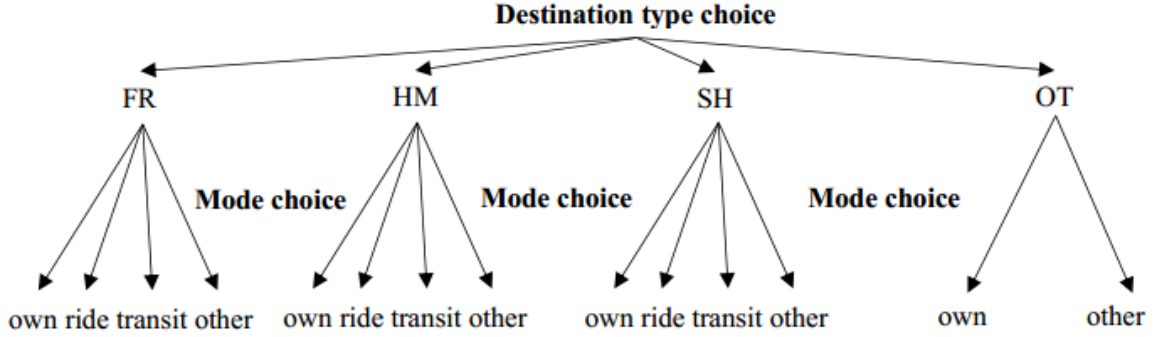 Destination type choice
FR HM SH OT
Mode choice Mode choice Mode choice
own ride transit other own ride transit other own ride transit other own other